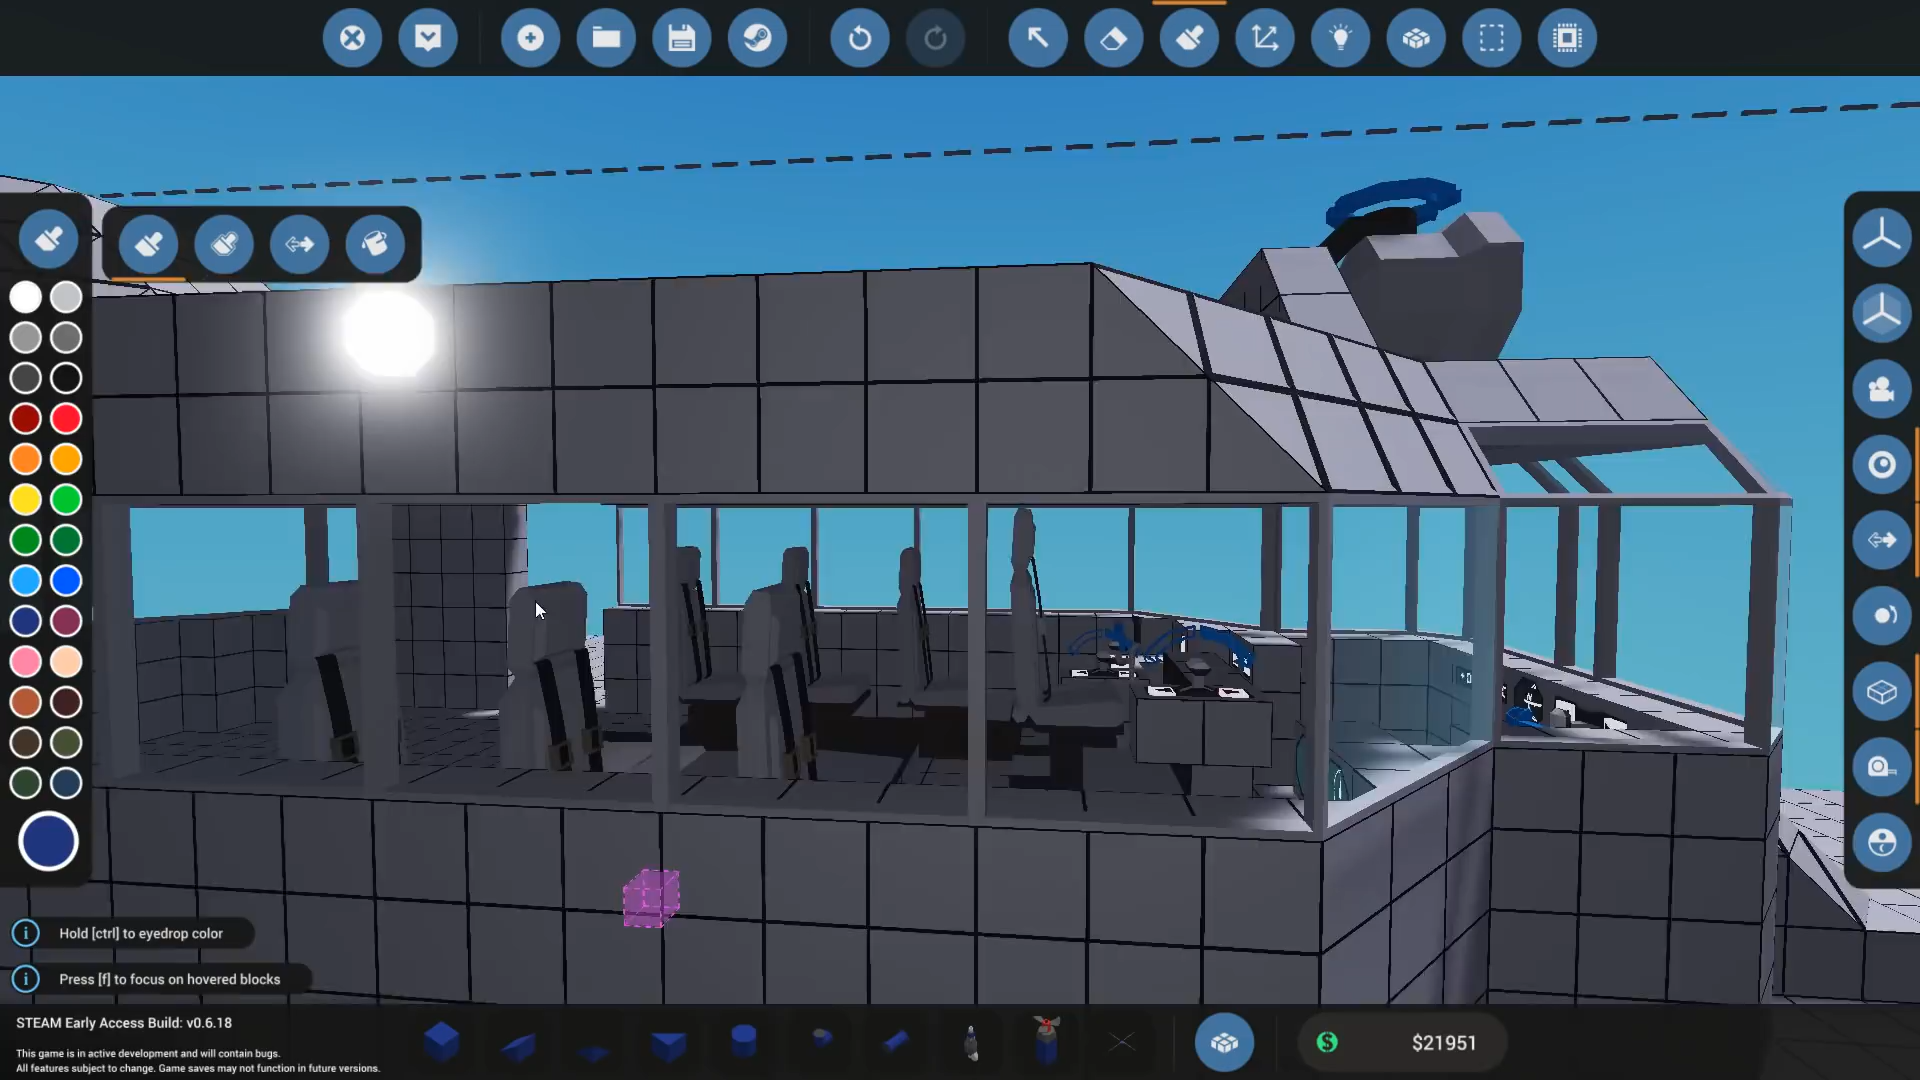 Hold [ctrl] to eyedrop color
Press [f] to focus on hovered blocks
STEAM Early Access Build: v0.6.18
This game is in active development and will contain bugs.
All features subject to change. Game saves may not function in future versions.
$21951